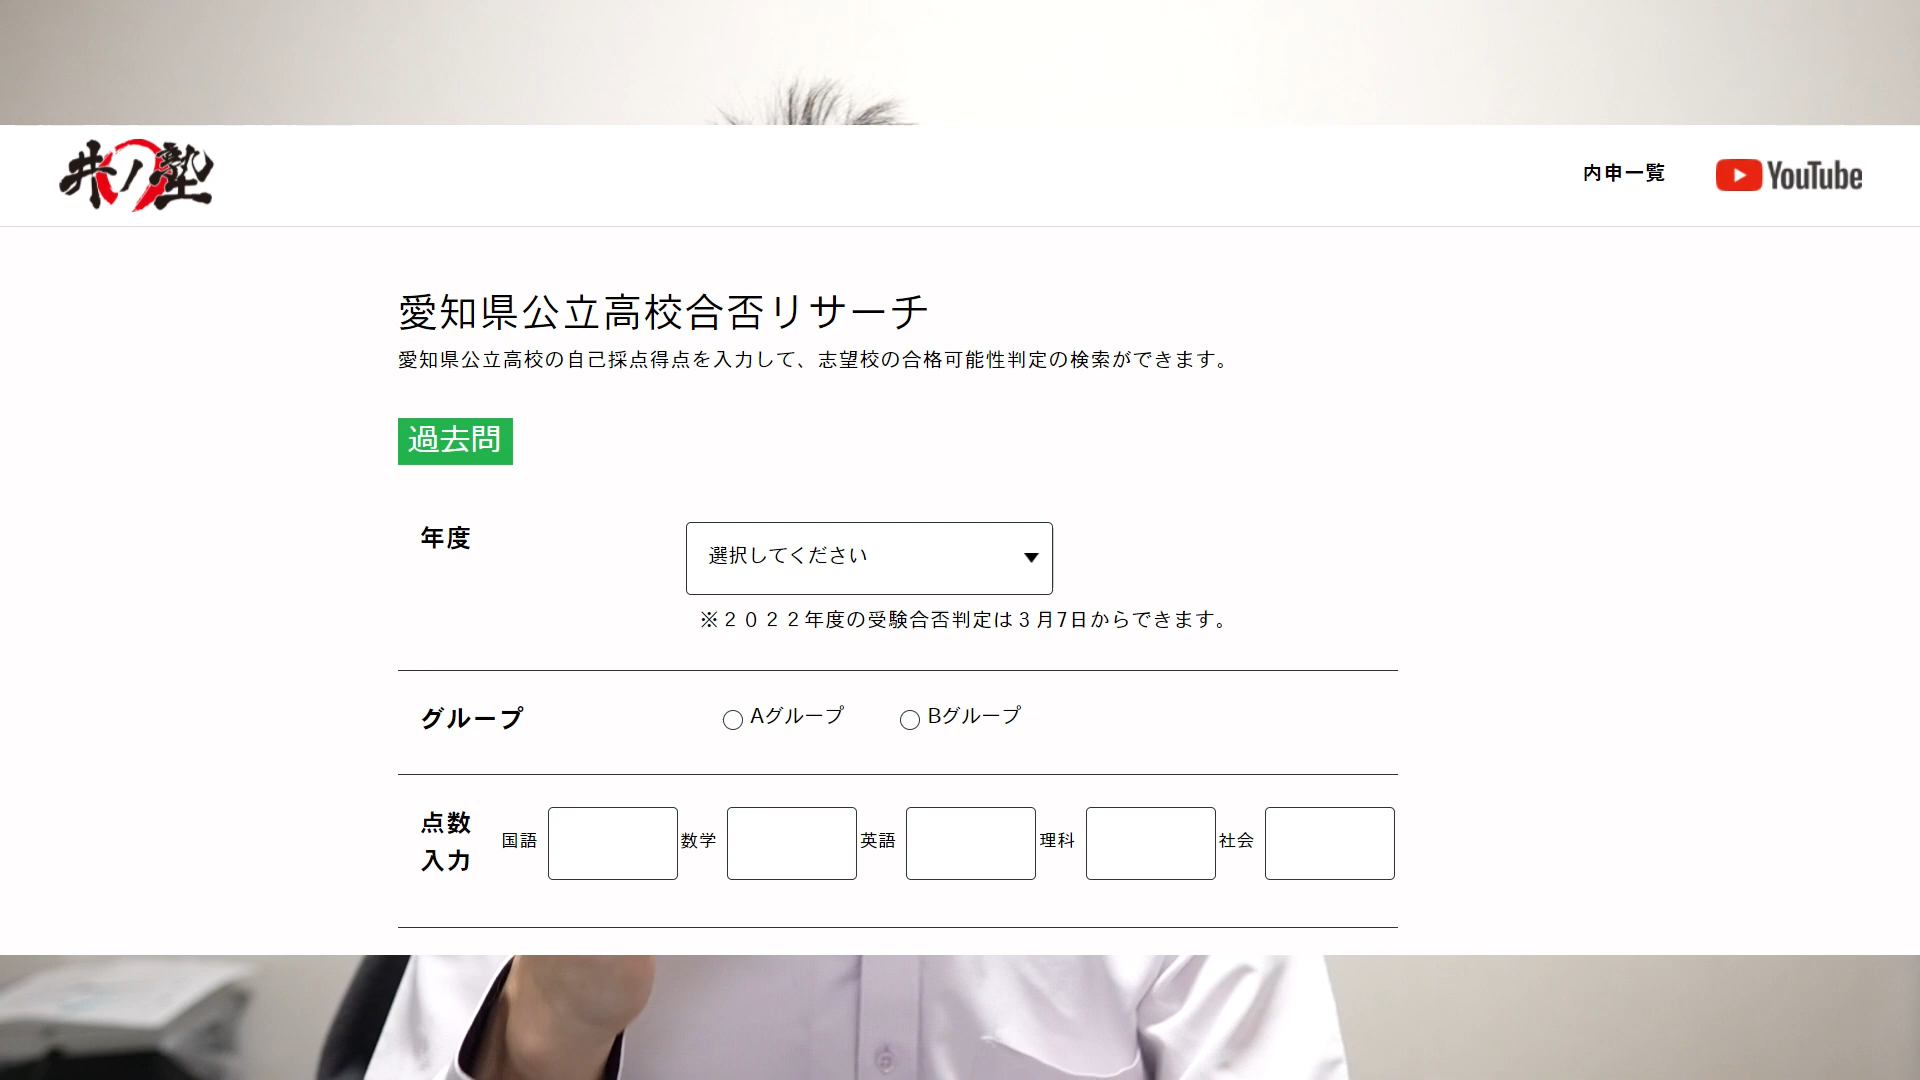 井ノ塾
内申一覧
YouTube
愛知県公立高校合否リサーチ
愛知県公立高校の自己採点得点を入力して、志望校の合格可能性判定の検索ができます。
過去問
年度
選択してください
※２０２２年度の受験合否判定は３月7日からできます。
グループ
Aグループ
Bグループ
点数
入力
国語
数学
英語
理科
社会